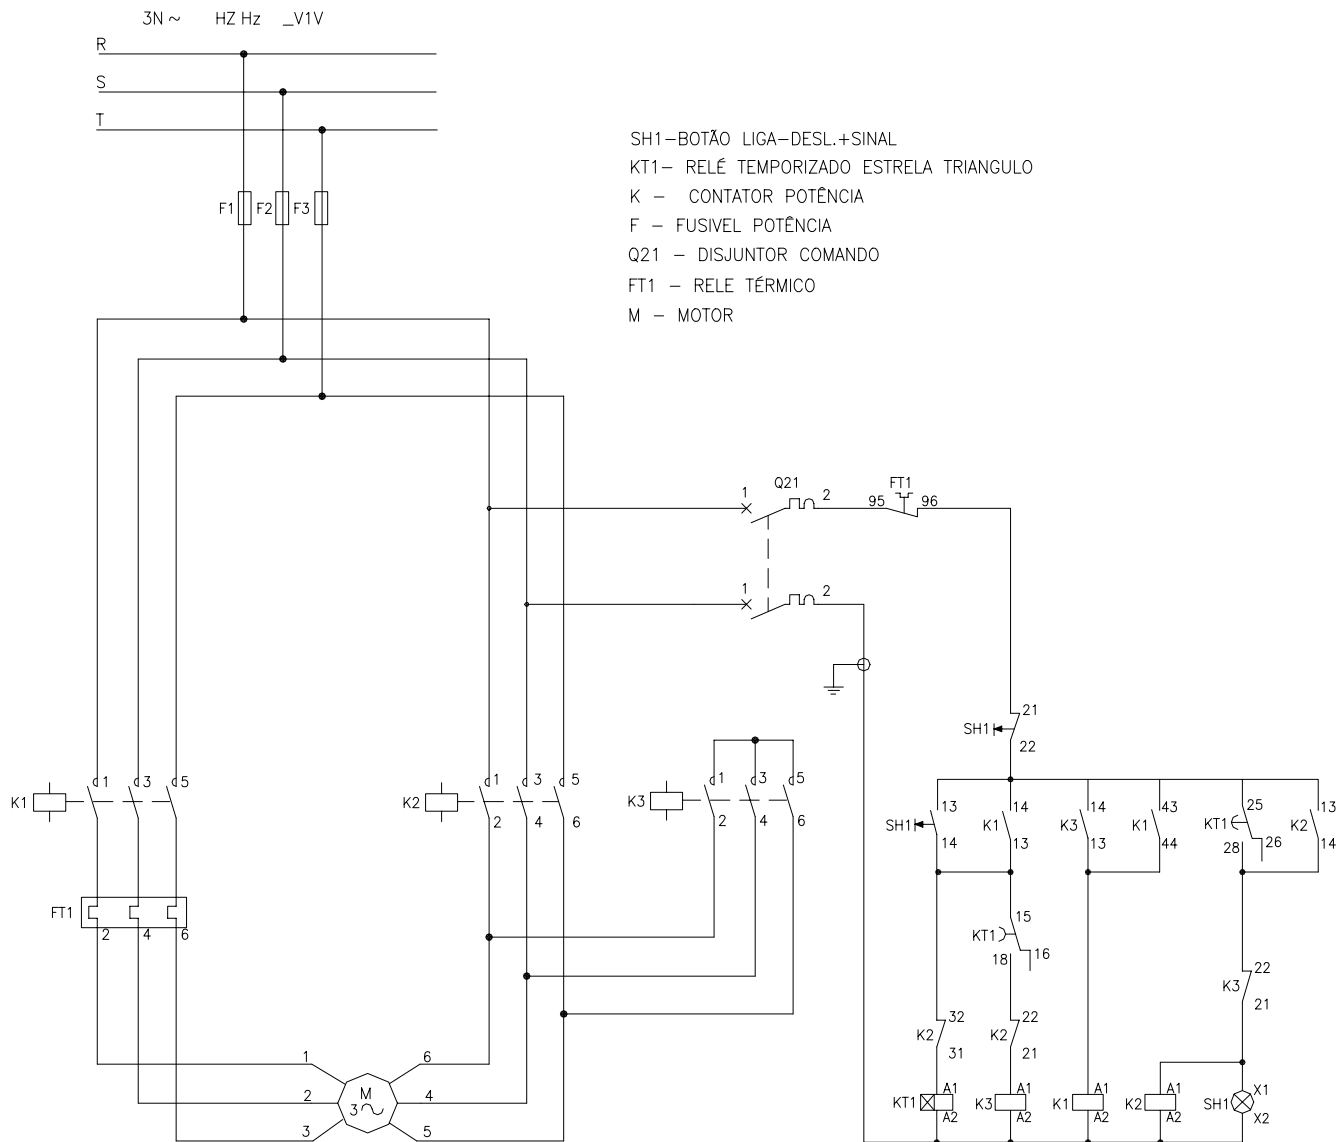 3N ~ HZ Hz _V1V
R
S
T
SH1-BOTÃO LIGA-DESL.+SINAL
KT1- RELÉ TEMPORIZADO ESTRELA TRIANGULO
K - CONTATOR POTÊNCIA
F - FUSIVEL POTÊNCIA
Q21 - DISJUNTOR COMANDO
FT1 - RELE TÉRMICO
M - MOTOR
F1 F2 F3
1 Q21 2 95 FT1 96
1 2
SH1 21
22
K1 1 3 5
K2 1 3 5
2 4 6
K3 1 3 5
2 4 6
SH1 13
14
K1 14
13
K3 14
13
K1 43
44
KT1 25
28 26
K2 13
14
FT1
2 4 6
KT1 15
18 16
K3 22
21
K2 32
31
K2 22
21
1 6
2 M 4
3~
3 5
KT1 A1
A2
K3 A1
A2
K1 A1
A2
K2 A1
A2
SH1 X1
X2